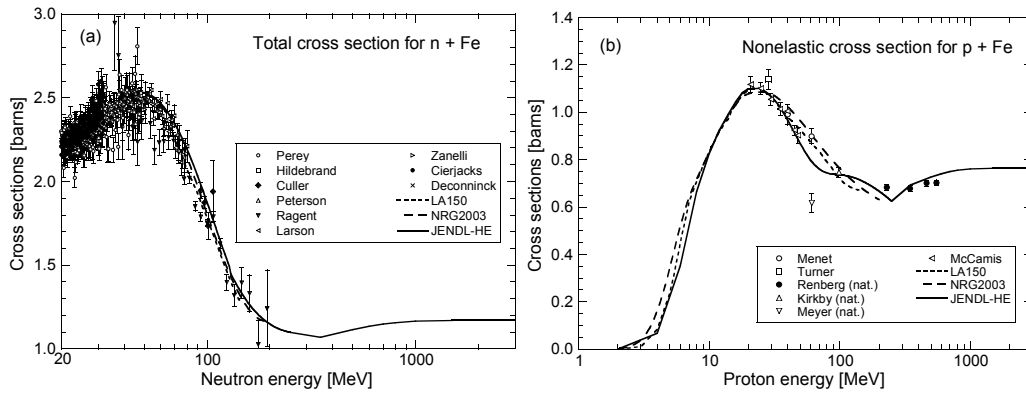 (a)
Total cross section for n + Fe
Cross sections [barns]
3.0
2.5
2.0
1.5
1.0
20
100
1000
Neutron energy [MeV]
Perey
Hildebrand
Culler
Peterson
Ragent
Larson
Zanelli
Cierjacks
Deconninck
LA150
NRG2003
JENDL-HE
(b)
Nonelastic cross section for p + Fe
Cross sections [barns]
1.4
1.2
1.0
0.8
0.6
0.4
0.2
0.0
1
10
100
1000
Proton energy [MeV]
Menet
Turner
Renberg (nat.)
Kirkby (nat.)
Meyer (nat.)
McCamis
LA150
NRG2003
JENDL-HE